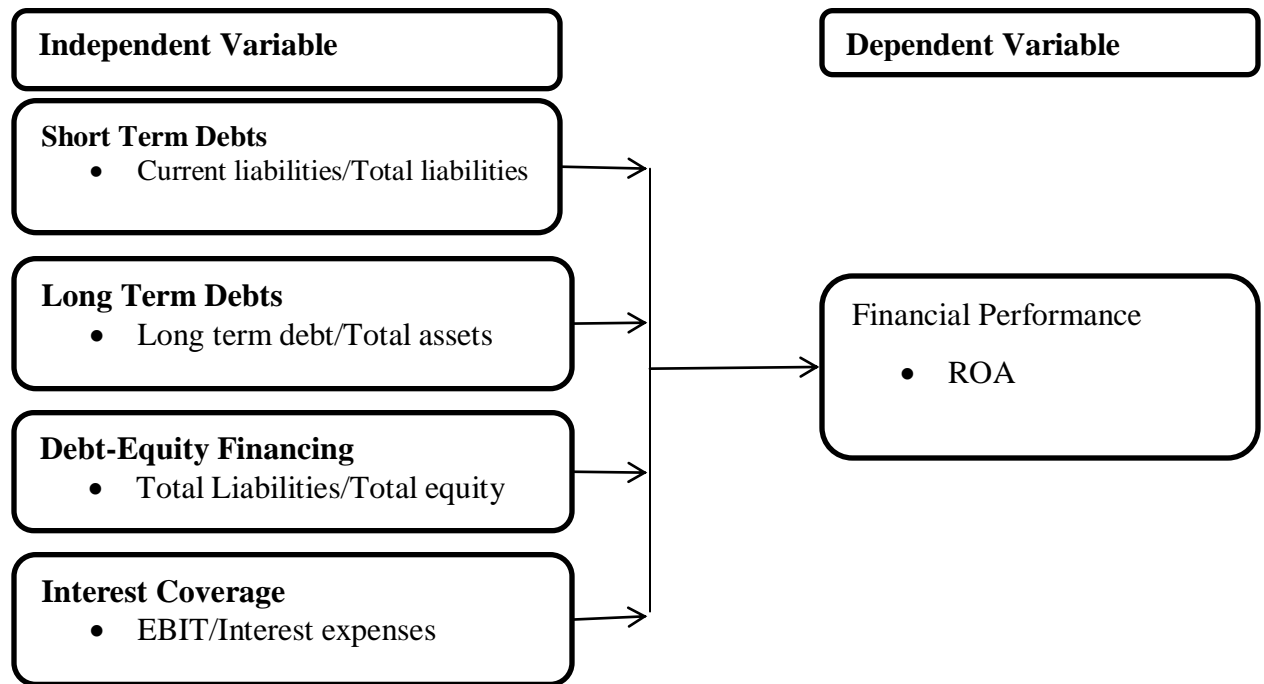 Independent Variable
Dependent Variable
Short Term Debts
• Current liabilities/Total liabilities
Long Term Debts
• Long term debt/Total assets
Debt-Equity Financing
• Total Liabilities/Total equity
Interest Coverage
• EBIT/Interest expenses
Financial Performance
• ROA